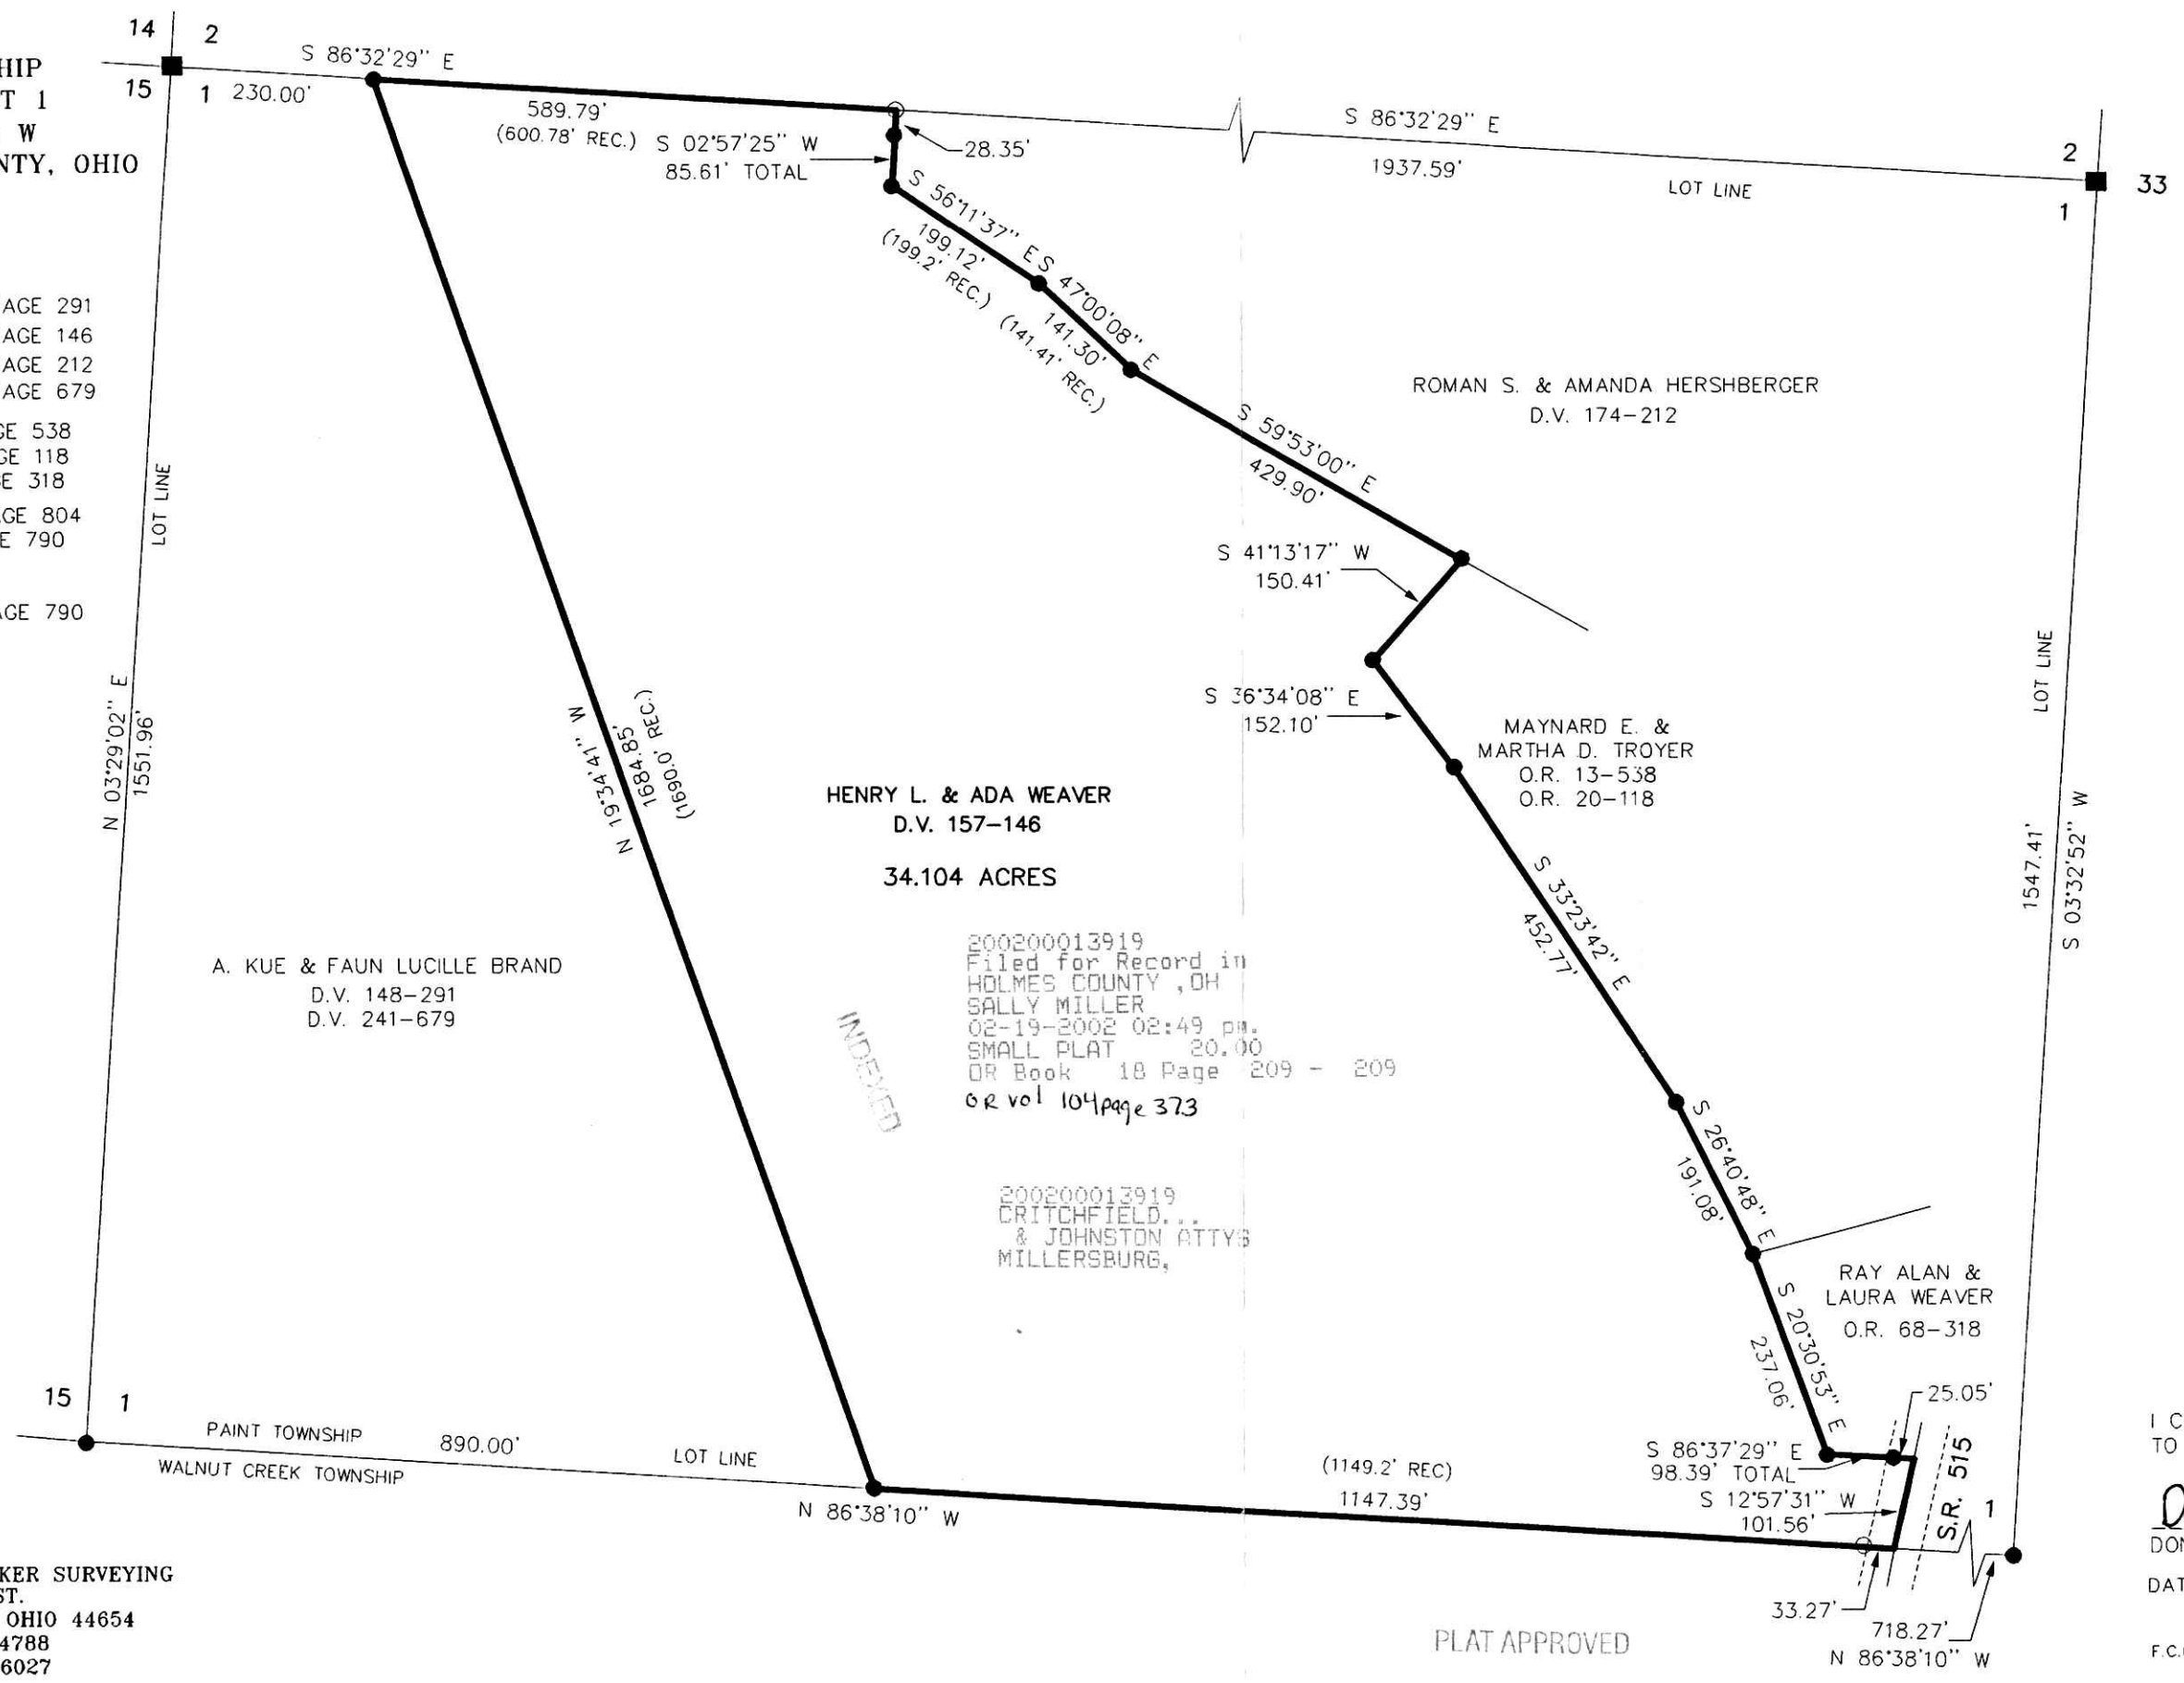 14
2
S 86°32'29" E
HIP
T 1
W
NTY, OHIO
15
1
230.00'
589.79'
(600.78' REC.)
S 02°57'25" W
85.61' TOTAL
28.35'
S 86°32'29" E
1937.59'
LOT LINE
2
33
1
S 56°11'37" E
199.12'
(199.2' REC.)
S 47°00'08" E
141.30'
(141.41' REC.)
AGE 291
AGE 146
AGE 212
AGE 679
GE 538
GE 118
E 318
GE 804
E 790
AGE 790
LOT LINE
N 03°29'02" E
1551.96'
ROMAN S. & AMANDA HERSHBERGER
D.V. 174-212
S 59°53'00" E
429.90'
S 41°13'17" W
150.41'
S 36°34'08" E
152.10'
MAYNARD E. &
MARTHA D. TROYER
O.R. 13-538
O.R. 20-118
LOT LINE
1547.41'
S 03°32'52" W
N 19°34'41" W
1684.85'
(1690.0' REC.)
HENRY L. & ADA WEAVER
D.V. 157-146
34.104 ACRES
S 33°23'42" E
452.77'
A. KUE & FAUN LUCILLE BRAND
D.V. 148-291
D.V. 241-679
INDEXED
200200013919
Filed for Record in
HOLMES COUNTY ,OH
SALLY MILLER
02-19-2002 02:49 pm.
SMALL PLAT 20.00
OR Book 18 Page 209 - 209
OR vol 104 page 373
200200013919
CRITCHFIELD...
& JOHNSTON ATTYS
MILLERSBURG,
S 26°40'48" E
191.08'
RAY ALAN &
LAURA WEAVER
O.R. 68-318
S 20°30'53" E
237.06'
25.05'
S 86°37'29" E
98.39' TOTAL
S 12°57'31" W
101.56'
S.R. 515
1
15
1
PAINT TOWNSHIP
890.00'
LOT LINE
WALNUT CREEK TOWNSHIP
N 86°38'10" W
(1149.2' REC)
1147.39'
33.27'
718.27'
N 86°38'10" W
PLAT APPROVED
KER SURVEYING
ST.
OHIO 44654
4788
6027
I C
TO
DON
DAT
F.C.